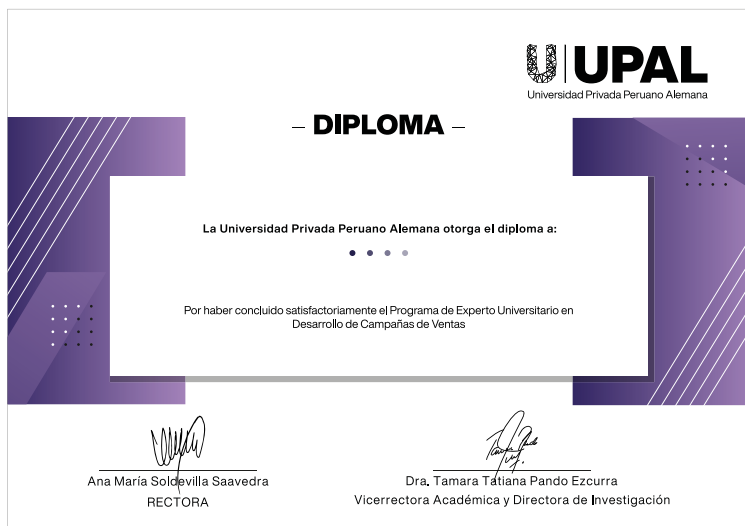 UPAL
Universidad Privada Peruano Alemana
– DIPLOMA –
La Universidad Privada Peruano Alemana otorga el diploma a:
Por haber concluido satisfactoriamente el Programa de Experto Universitario en
Desarrollo de Campañas de Ventas
Ana María Soldevilla Saavedra
RECTORA
Dra. Tamara Tatiana Pando Ezcurra
Vicerrectora Académica y Directora de Investigación